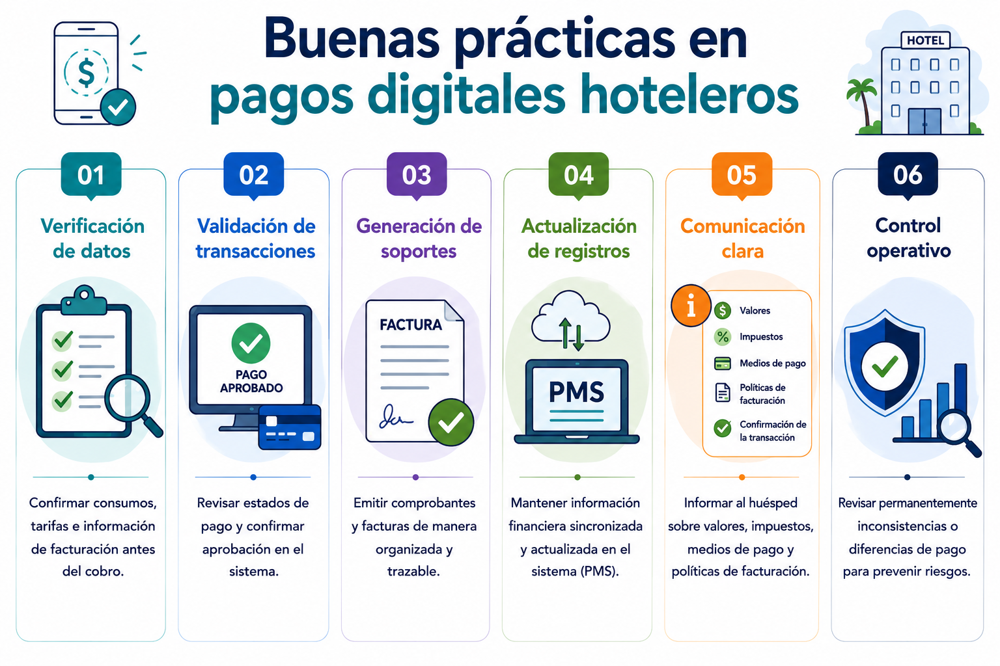 Buenas prácticas en
pagos digitales hoteleros
HOTEL
01
Verificación
de datos
Confirmar consumos,
tarifas e información
de facturación antes
del cobro.
02
Validación de
transacciones
PAGO
APROBADO
Revisar estados de
pago y confirmar
aprobación en el
sistema.
03
Generación de
soportes
FACTURA
Emitir comprobantes
y facturas de manera
organizada y
trazable.
04
Actualización
de registros
PMS
Mantener información
financiera sincronizada
y actualizada en el
sistema (PMS).
05
Comunicación
clara
i
$ Valores
% Impuestos
Medios de pago
Políticas de
facturación
Confirmación de
la transacción
Informar al huésped
sobre valores, impuestos,
medios de pago y
políticas de facturación.
06
Control
operativo
Revisar permanentemente
inconsistencias o
diferencias de pago
para prevenir riesgos.